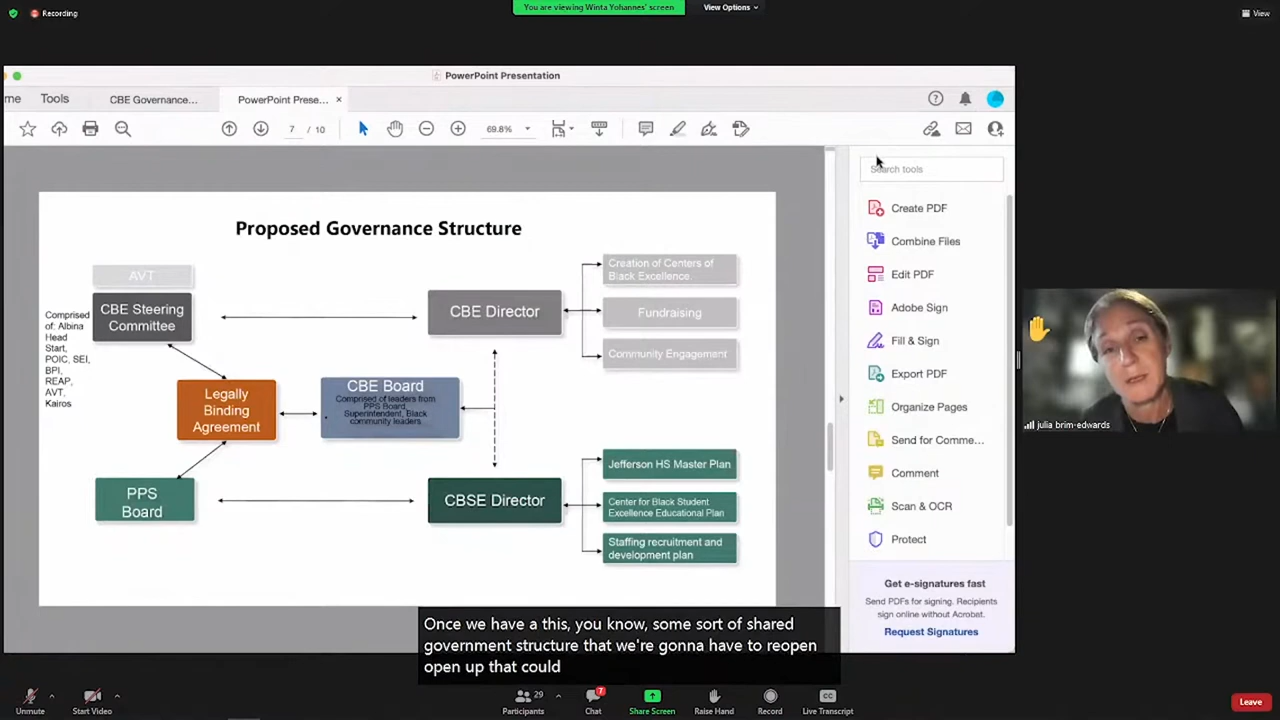 Recording
You are viewing Winta Yohannes' screen
View Options
View
PowerPoint Presentation
me
Tools
CBE Governance...
PowerPoint Prese...
×
7 / 10
69.8%
Search tools
Create PDF
Combine Files
Edit PDF
Adobe Sign
Fill & Sign
Export PDF
Organize Pages
Send for Comme...
Comment
Scan & OCR
Protect
Get e-signatures fast
Send PDFs for signing. Recipients
sign online without Acrobat.
Request Signatures
Proposed Governance Structure
AVT
CBE Steering
Committee
Comprised
of: Albina
Head
Start,
POIC, SEI,
BPI,
REAP,
AVT,
Kairos
Legally
Binding
Agreement
PPS
Board
CBE Board
Comprised of leaders from
PPS Board,
Superintendent, Black
community leaders
CBE Director
Creation of Centers of
Black Excellence.
Fundraising
Community Engagement
CBSE Director
Jefferson HS Master Plan
Center for Black Student
Excellence Educational Plan
Staffing recruitment and
development plan
julia brim-edwards
Once we have a this, you know, some sort of shared
government structure that we're gonna have to reopen
open up that could
Unmute
Start Video
Participants
29
Chat
7
Share Screen
Raise Hand
Record
CC
Live Transcript
Leave